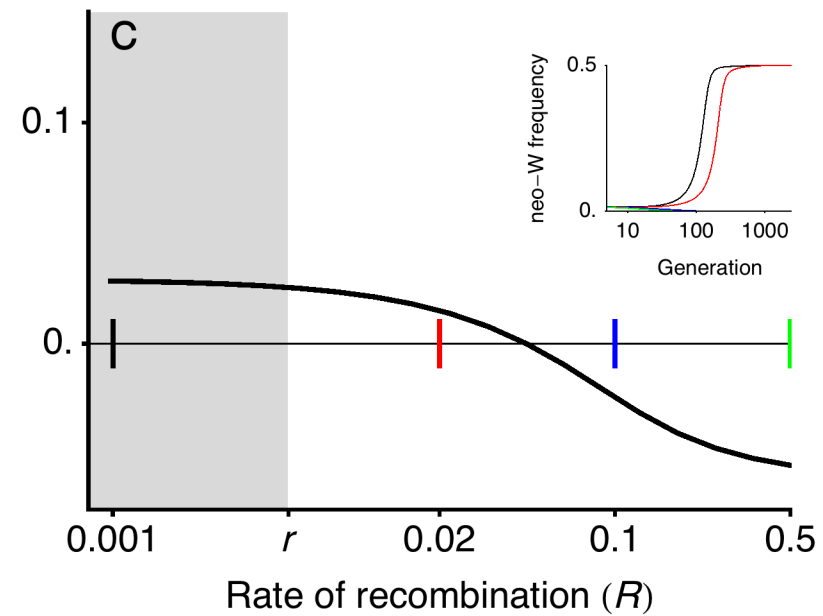 C
0.1
0.
0.001
r
0.02
0.1
0.5
Rate of recombination (R)
neo−W frequency
0.5
0.
10
100
1000
Generation